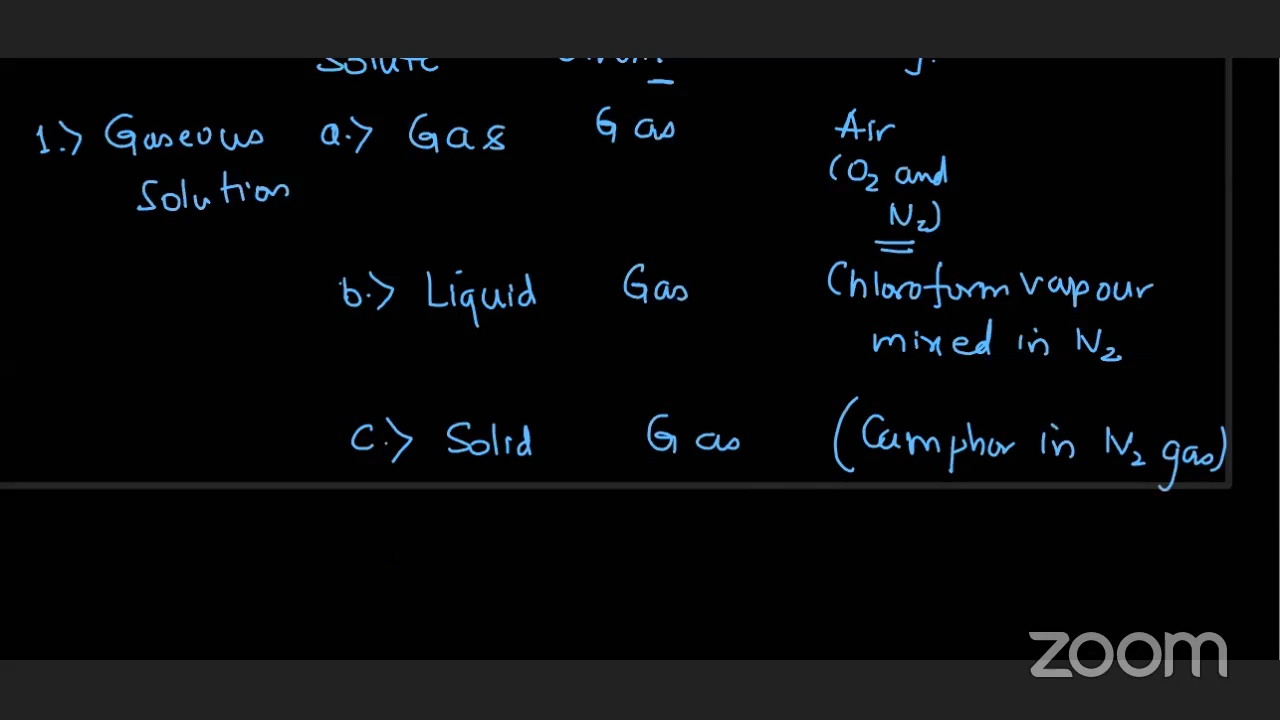 Solute
1.) Gaseous a.) Gas Gas Air
Solution (O₂ and
N₂)
b.) Liquid Gas Chloroform vapour
mixed in N₂
c.) Solid Gas (Camphor in N₂ gas)
zoom